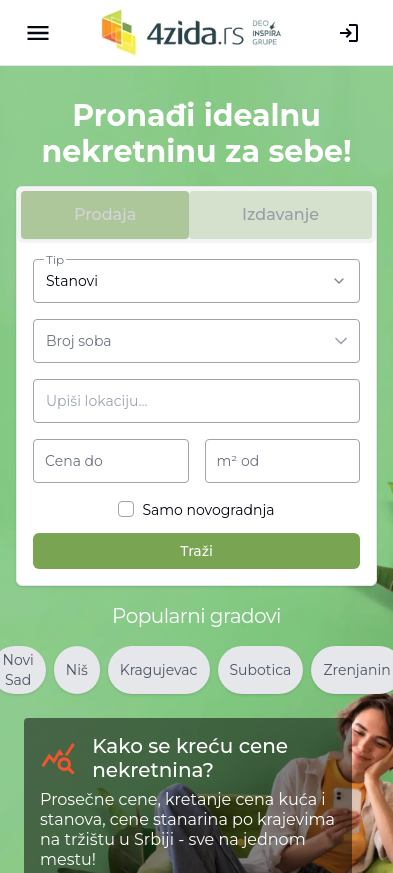 4zida.rs
DEO
INSPIRA
GRUPE
Pronađi idealnu
nekretninu za sebe!
Prodaja
Izdavanje
Tip
Stanovi
Broj soba
Upiši lokaciju...
Cena do
m² od
Samo novogradnja
Traži
Popularni gradovi
Novi
Sad
Niš
Kragujevac
Subotica
Zrenjanin
Kako se kreću cene
nekretnina?
Prosečne cene, kretanje cena kuća i
stanova, cene stanarina po krajevima
na tržištu u Srbiji - sve na jednom
mestu!